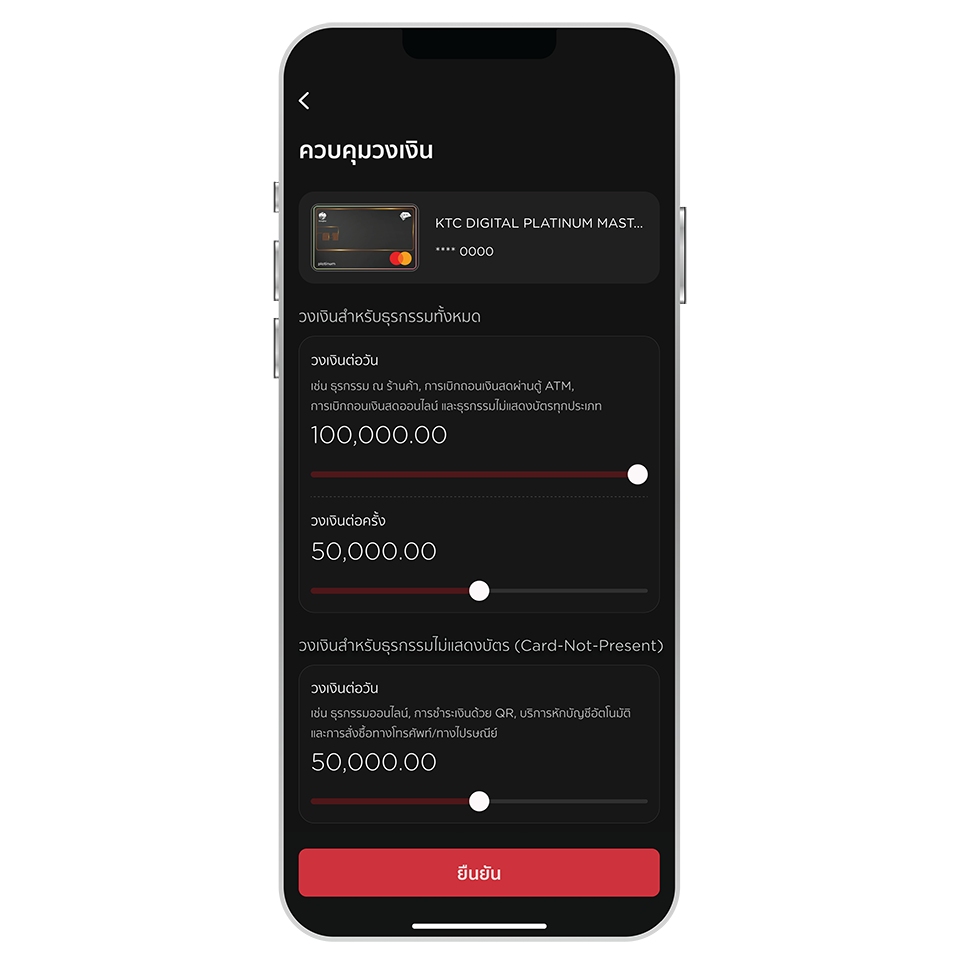 ควบคุมวงเงิน
platinum
KTC DIGITAL PLATINUM MAST...
**** 0000
วงเงินสำหรับธุรกรรมทั้งหมด
วงเงินต่อวัน
เช่น ธุรกรรม ณ ร้านค้า, การเบิกถอนเงินสดผ่านตู้ ATM,
การเบิกถอนเงินสดออนไลน์ และธุรกรรมไม่แสดงบัตรทุกประเภท
100,000.00
วงเงินต่อครั้ง
50,000.00
วงเงินสำหรับธุรกรรมไม่แสดงบัตร (Card-Not-Present)
วงเงินต่อวัน
เช่น ธุรกรรมออนไลน์, การชำระเงินด้วย QR, บริการหักบัญชีอัตโนมัติ
และการสั่งซื้อทางโทรศัพท์/ทางไปรษณีย์
50,000.00
ยืนยัน